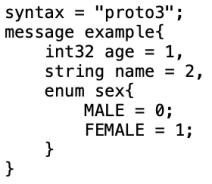 syntax = "proto3";
message example{
    int32 age = 1,
    string name = 2,
    enum sex{
        MALE = 0;
        FEMALE = 1;
    }
}